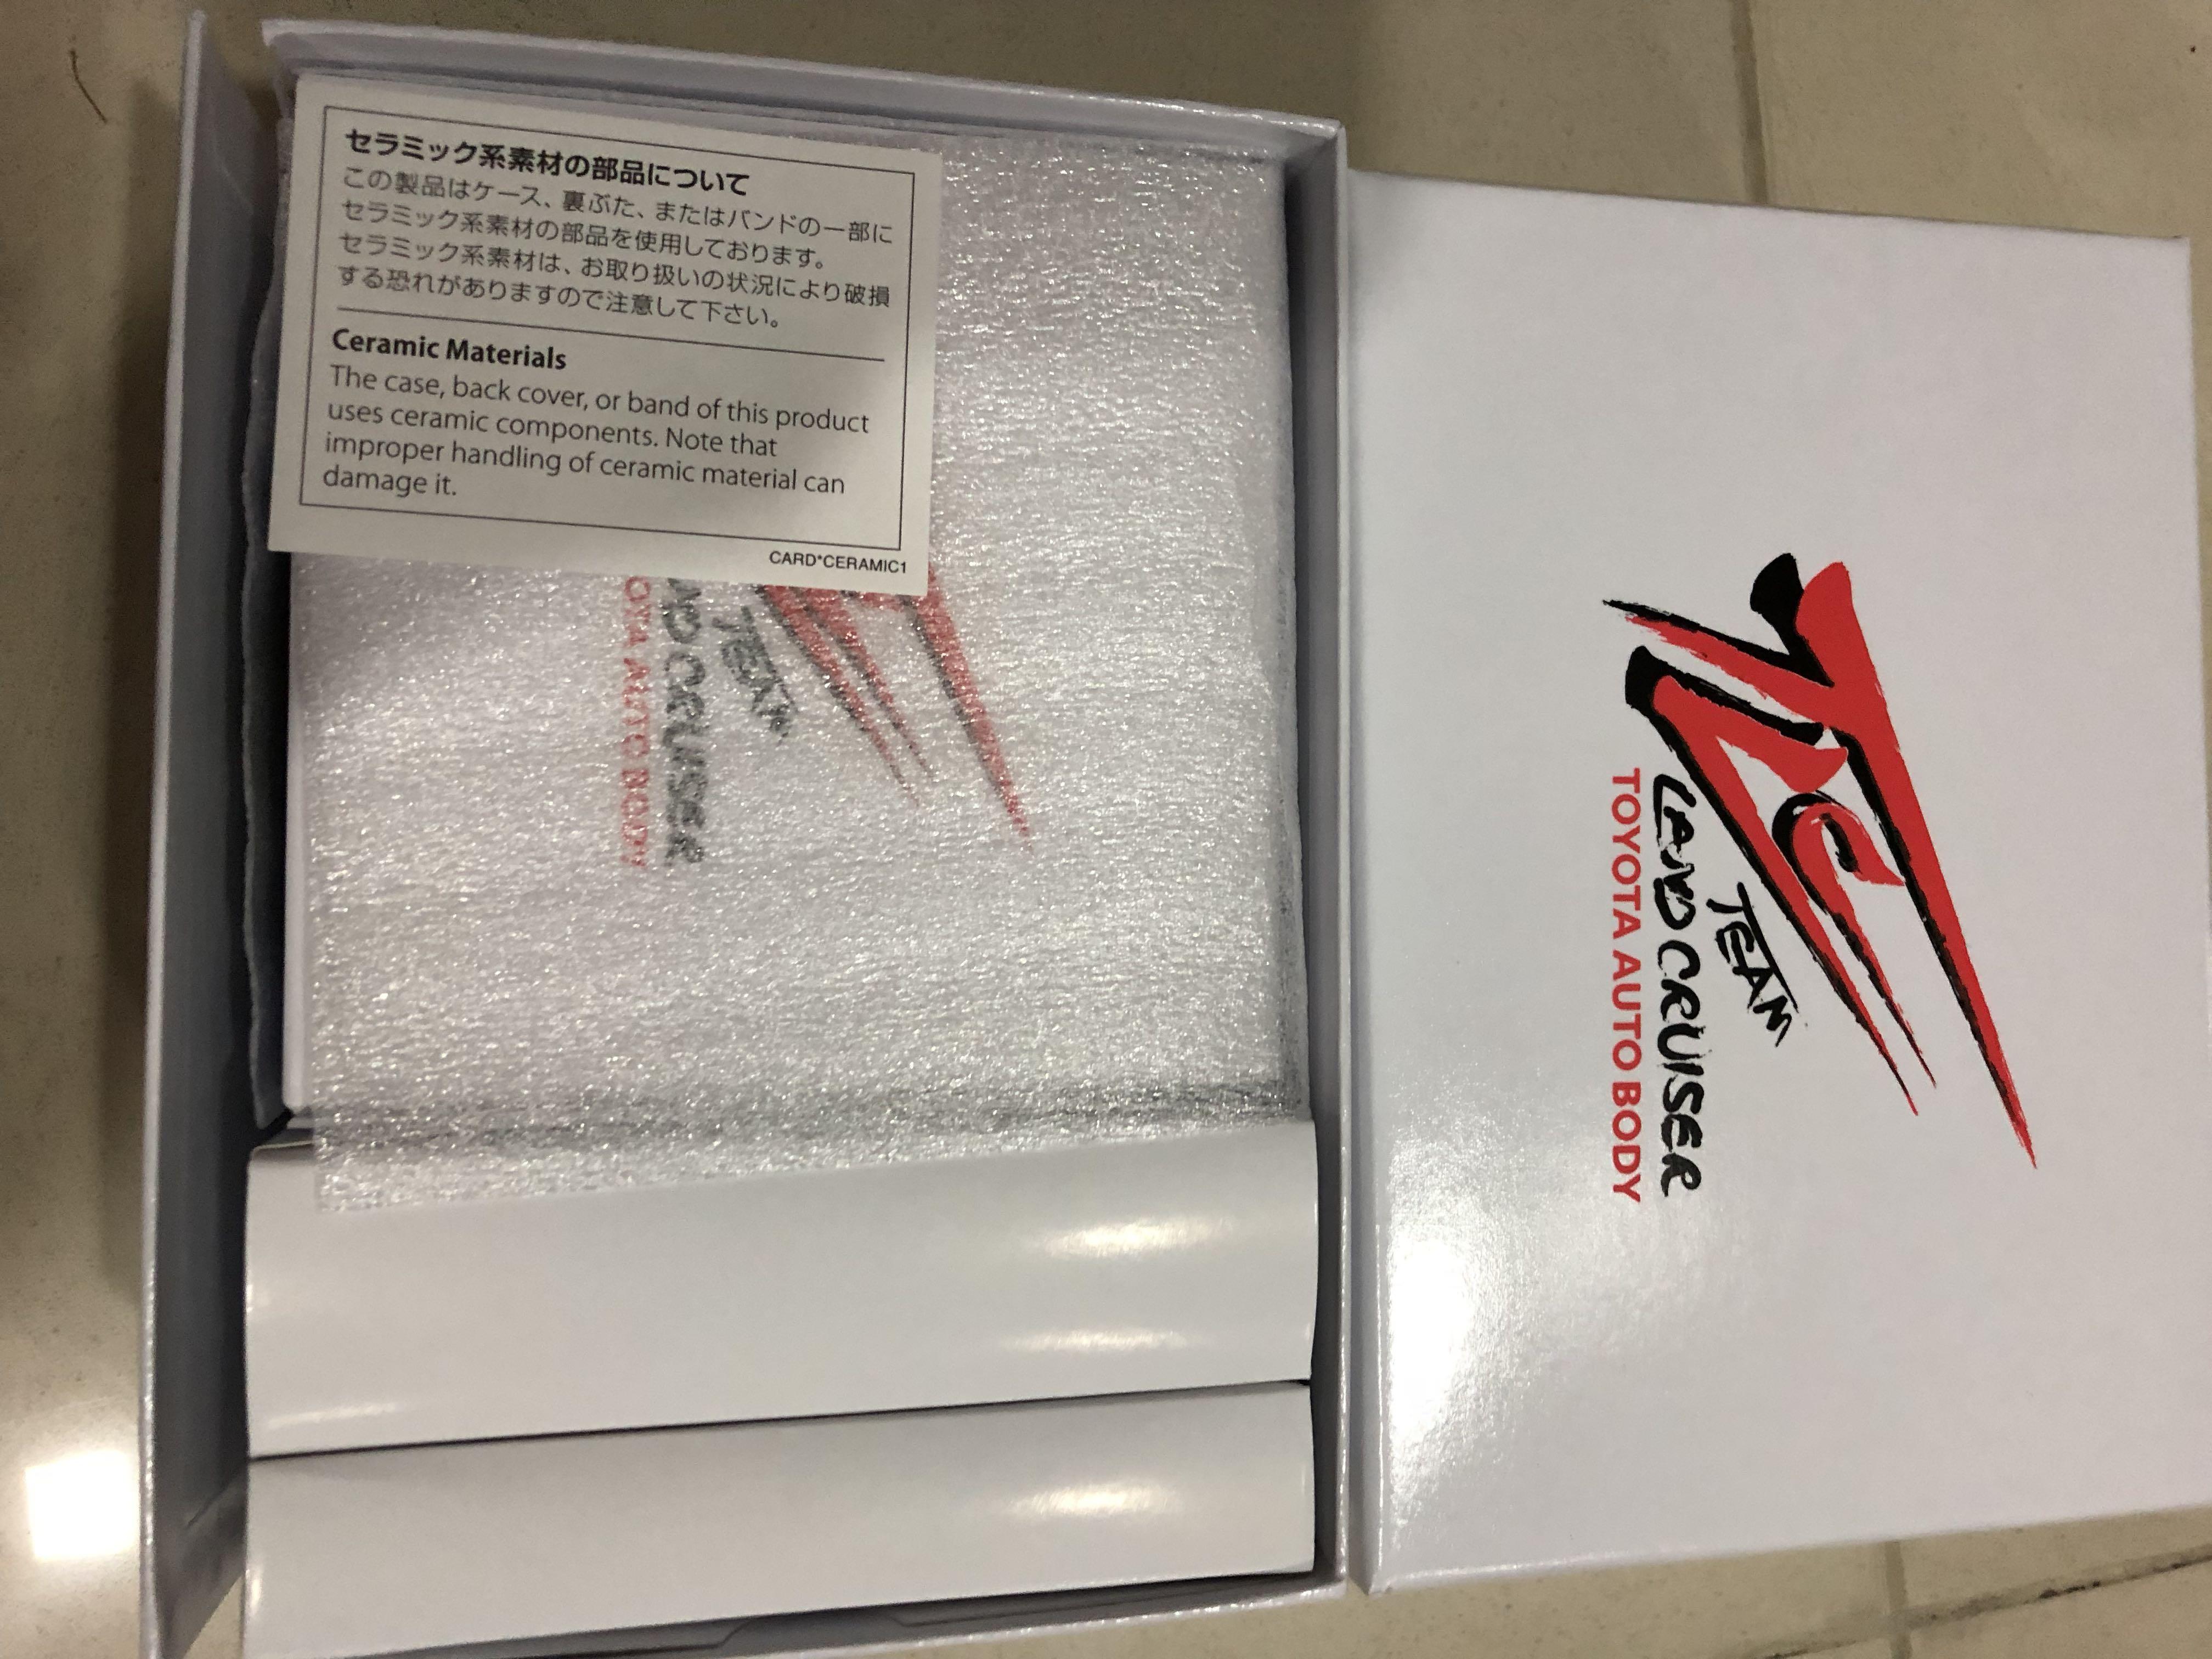 セラミック系素材の部品について
この製品はケース、裏ぶた、またはバンドの一部に
セラミック系素材の部品を使用しております。
セラミック系素材は、お取り扱いの状況により破損
する恐れがありますので注意して下さい。
Ceramic Materials
The case, back cover, or band of this product
uses ceramic components. Note that
improper handling of ceramic material can
damage it.
CARD*CERAMIC1
TEAM
CRUISER
AUTO BODY
TLC
TEAM
LAND CRUISER
TOYOTA AUTO BODY